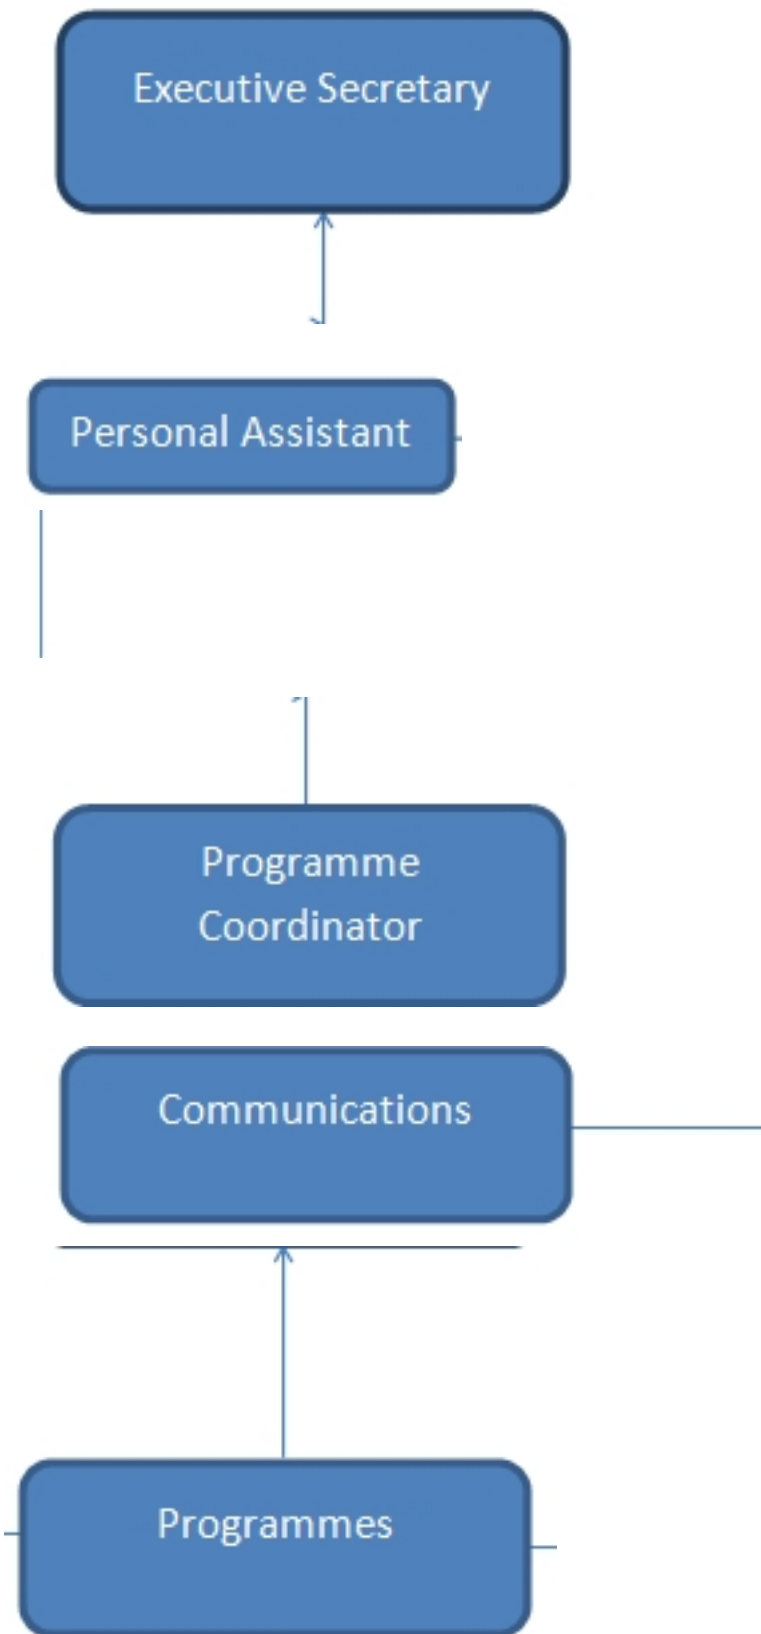 Executive Secretary
Personal Assistant
Programme
Coordinator
Communications
Programmes